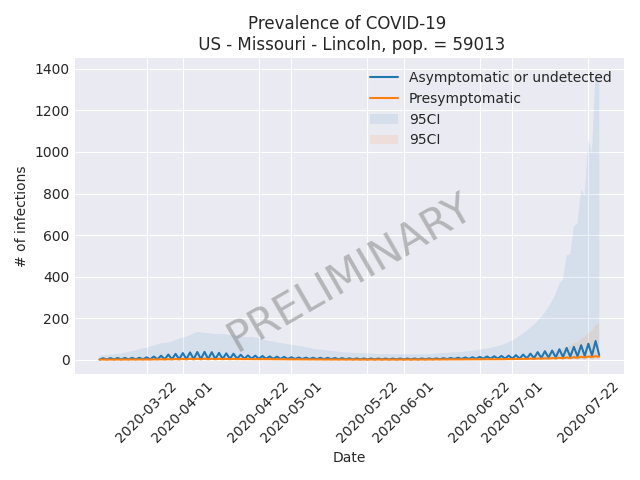 Prevalence of COVID-19
US - Missouri - Lincoln, pop. = 59013
1400
1200
1000
800
600
400
200
0
# of infections
Asymptomatic or undetected
Presymptomatic
95CI
95CI
PRELIMINARY
2020-03-22
2020-04-01
2020-04-22
2020-05-01
2020-05-22
2020-06-01
2020-06-22
2020-07-01
2020-07-22
Date